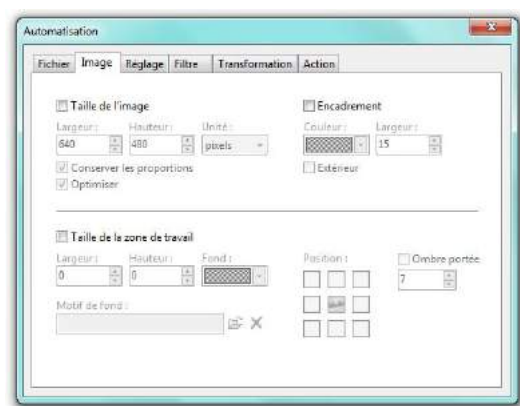 Automatisation
Fichier Image Réglage Filtre Transformation Action
Taille de l'image
Encadrement
Largeur : Hauteur : Unité :
Couleur : Largeur :
640 480 pixels
15
Conserver les proportions
Extérieur
Optimiser
Taille de la zone de travail
Largeur : Hauteur : Fond :
Position :
Ombre portée
0 0
7
Motif de fond :